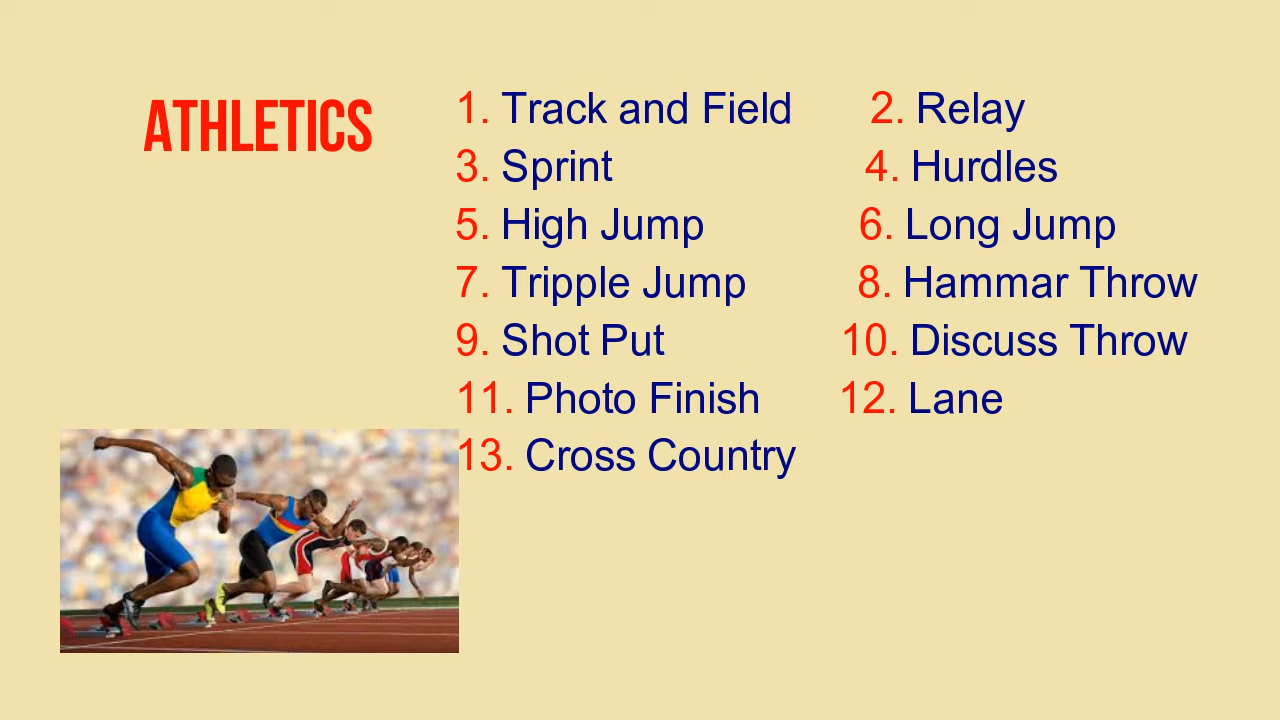 ATHLETICS
1. Track and Field 2. Relay
3. Sprint 4. Hurdles
5. High Jump 6. Long Jump
7. Tripple Jump 8. Hammar Throw
9. Shot Put 10. Discuss Throw
11. Photo Finish 12. Lane
13. Cross Country